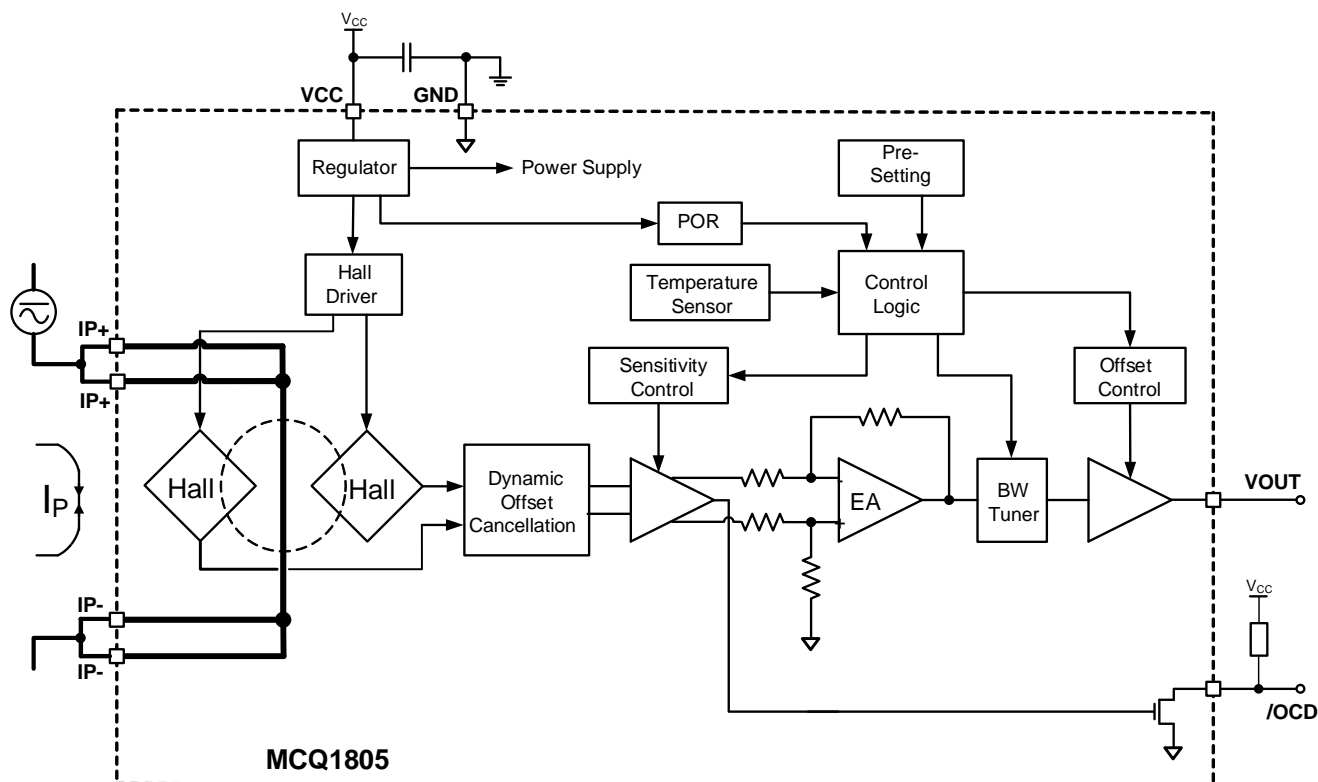 VCC
VCC
GND
Regulator
Power Supply
Pre-
Setting
POR
Hall
Driver
Temperature
Sensor
Control
Logic
IP+
IP+
Sensitivity
Control
Offset
Control
IP
Hall
Hall
Dynamic
Offset
Cancellation
-
EA
+
BW
Tuner
VOUT
IP-
IP-
VCC
/OCD
MCQ1805